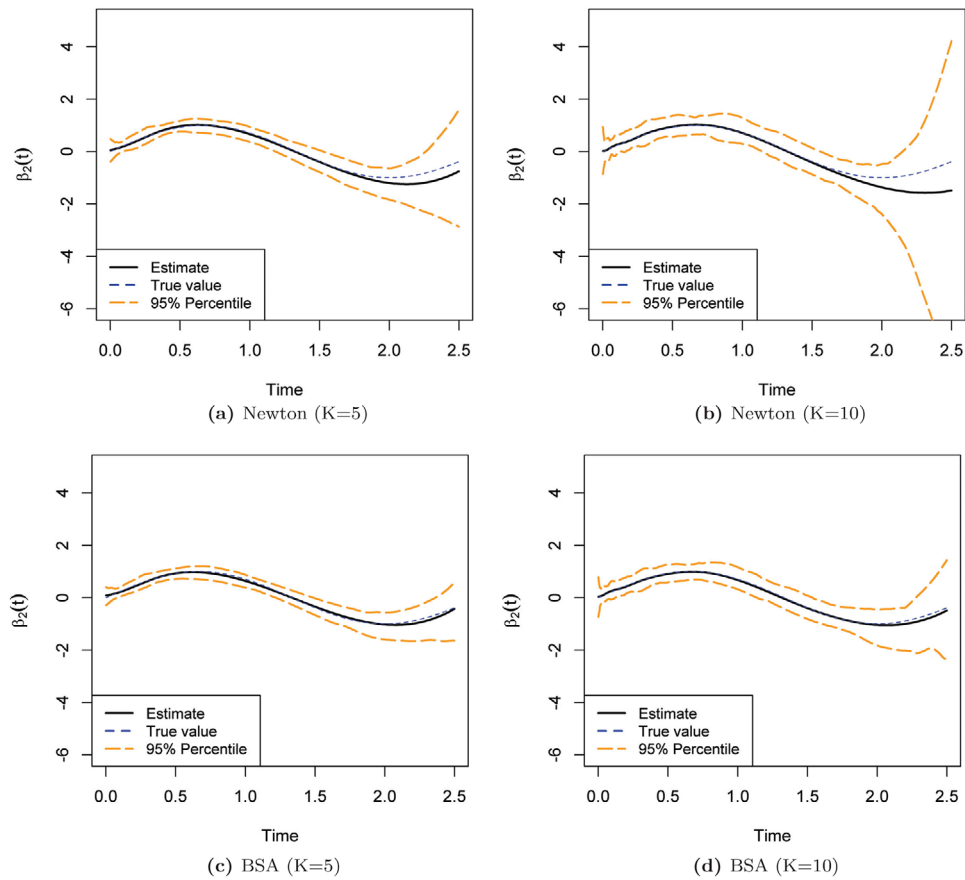 β₂(t)
4
2
0
-2
-4
-6
Estimate
True value
95% Percentile
0.0 0.5 1.0 1.5 2.0 2.5
Time
(a) Newton (K=5)
β₂(t)
4
2
0
-2
-4
-6
Estimate
True value
95% Percentile
0.0 0.5 1.0 1.5 2.0 2.5
Time
(b) Newton (K=10)
β₂(t)
4
2
0
-2
-4
-6
Estimate
True value
95% Percentile
0.0 0.5 1.0 1.5 2.0 2.5
Time
(c) BSA (K=5)
β₂(t)
4
2
0
-2
-4
-6
Estimate
True value
95% Percentile
0.0 0.5 1.0 1.5 2.0 2.5
Time
(d) BSA (K=10)